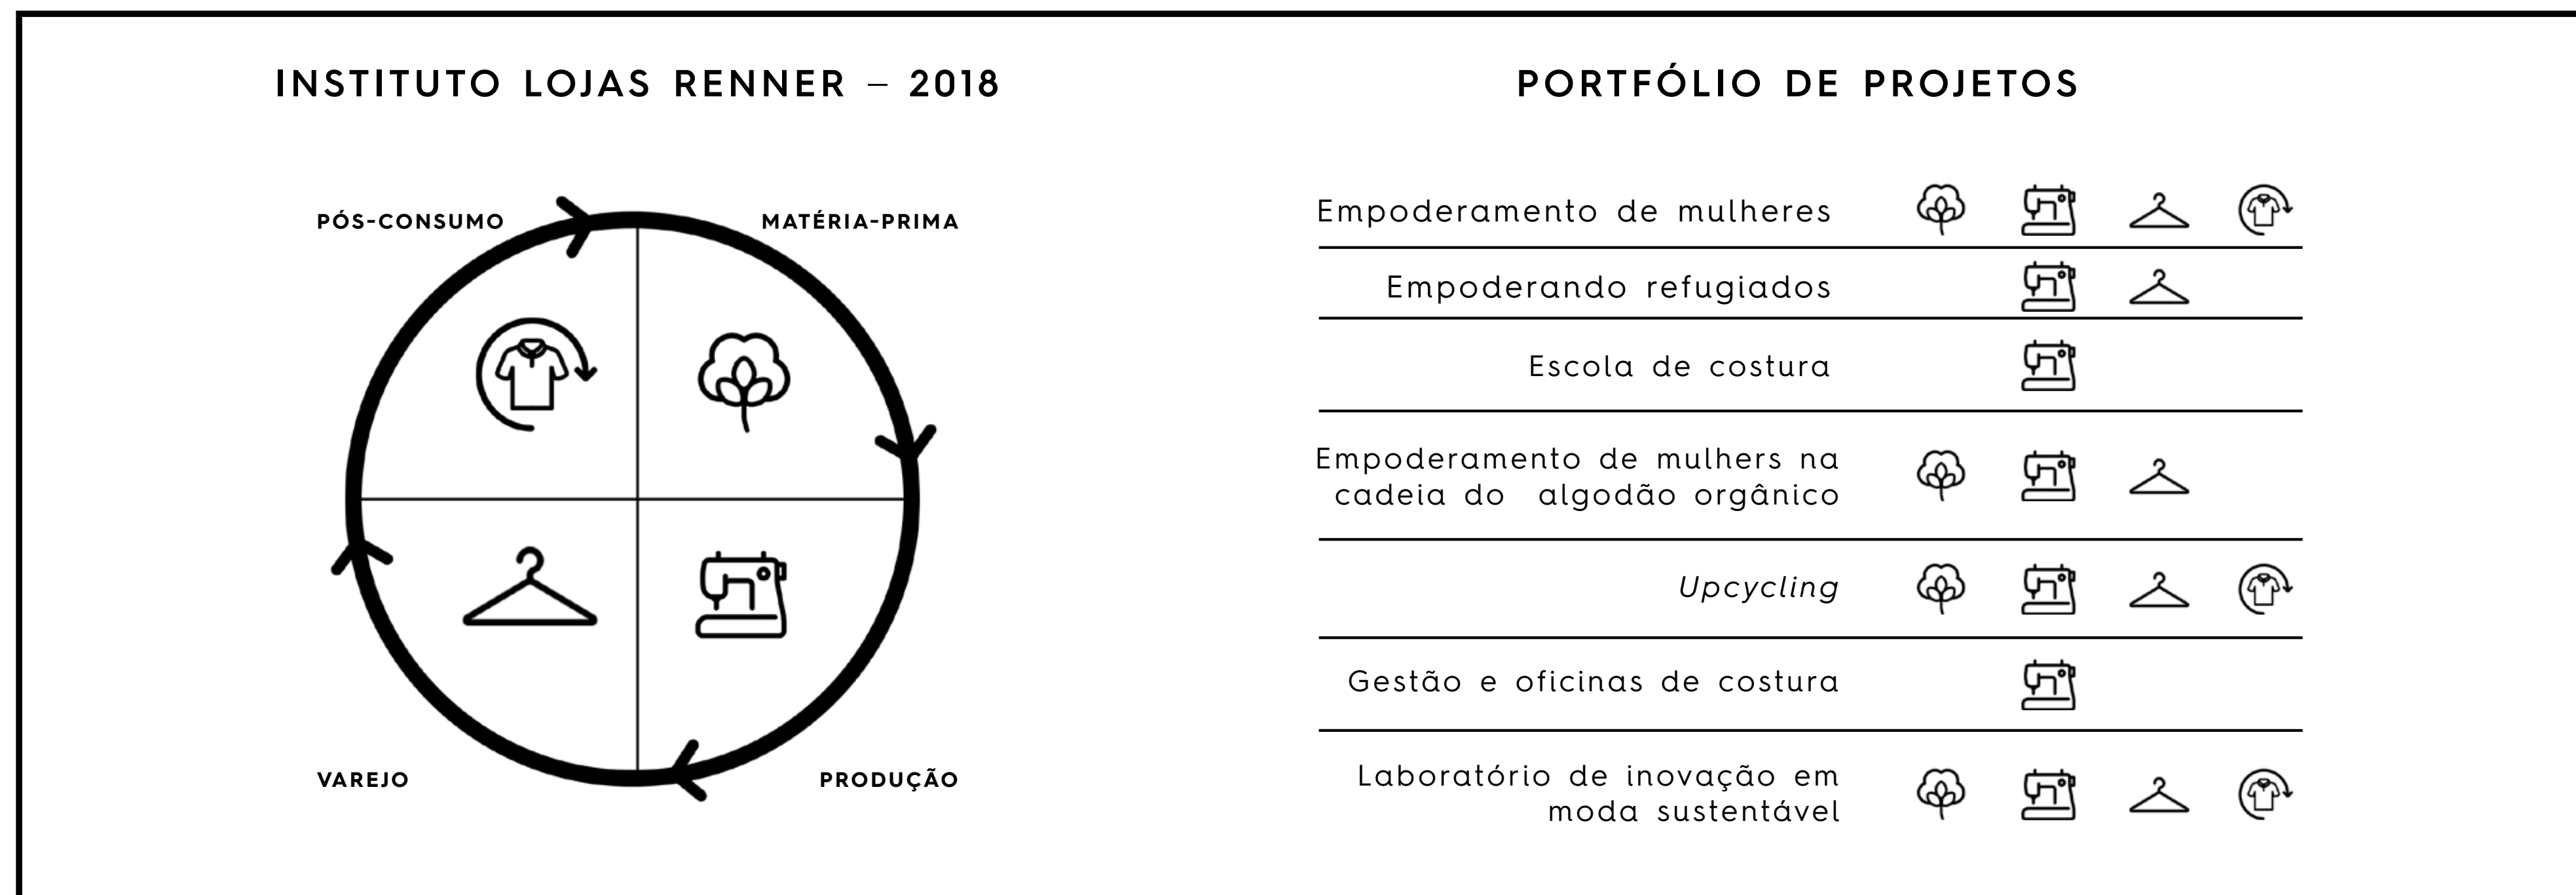 INSTITUTO LOJAS RENNER – 2018
PÓS-CONSUMO
MATÉRIA-PRIMA
VAREJO
PRODUÇÃO
PORTFÓLIO DE PROJETOS
Empoderamento de mulheres
Empoderando refugiados
Escola de costura
Empoderamento de mulhers na
cadeia do algodão orgânico
Upcycling
Gestão e oficinas de costura
Laboratório de inovação em
moda sustentável